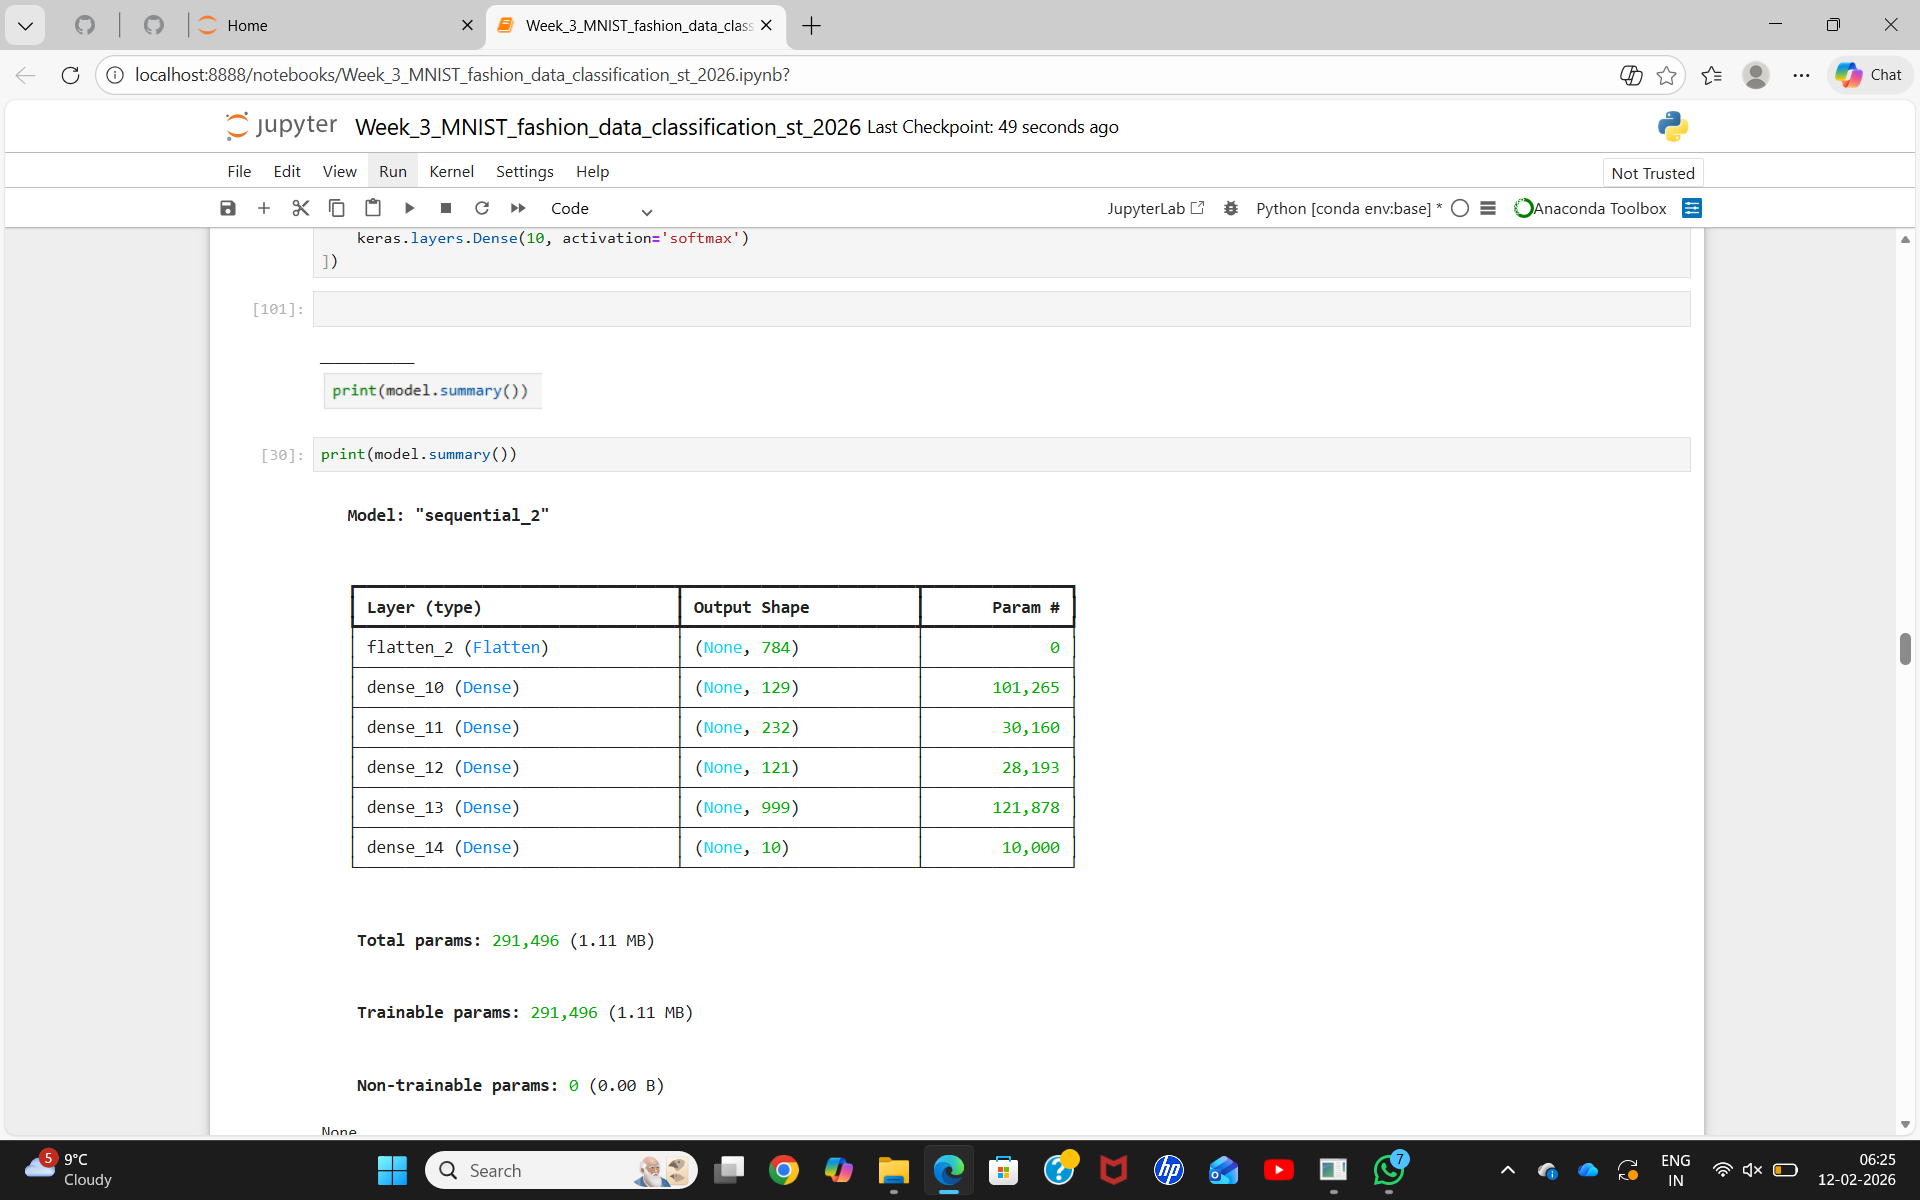 Home
Week_3_MNIST_fashion_data_class
localhost:8888/notebooks/Week_3_MNIST_fashion_data_classification_st_2026.ipynb?
Chat
jupyter Week_3_MNIST_fashion_data_classification_st_2026 Last Checkpoint: 49 seconds ago
File Edit View Run Kernel Settings Help
Not Trusted
Code
JupyterLab
Python [conda env:base] *
Anaconda Toolbox
keras.layers.Dense(10, activation='softmax')
])
[101]:
print(model.summary())
[30]: print(model.summary())
Model: "sequential_2"
Layer (type) Output Shape Param #
flatten_2 (Flatten) (None, 784) 0
dense_10 (Dense) (None, 129) 101,265
dense_11 (Dense) (None, 232) 30,160
dense_12 (Dense) (None, 121) 28,193
dense_13 (Dense) (None, 999) 121,878
dense_14 (Dense) (None, 10) 10,000
Total params: 291,496 (1.11 MB)
Trainable params: 291,496 (1.11 MB)
Non-trainable params: 0 (0.00 B)
None
5
9°C
Cloudy
Search
hp
7
ENG
IN
06:25
12-02-2026